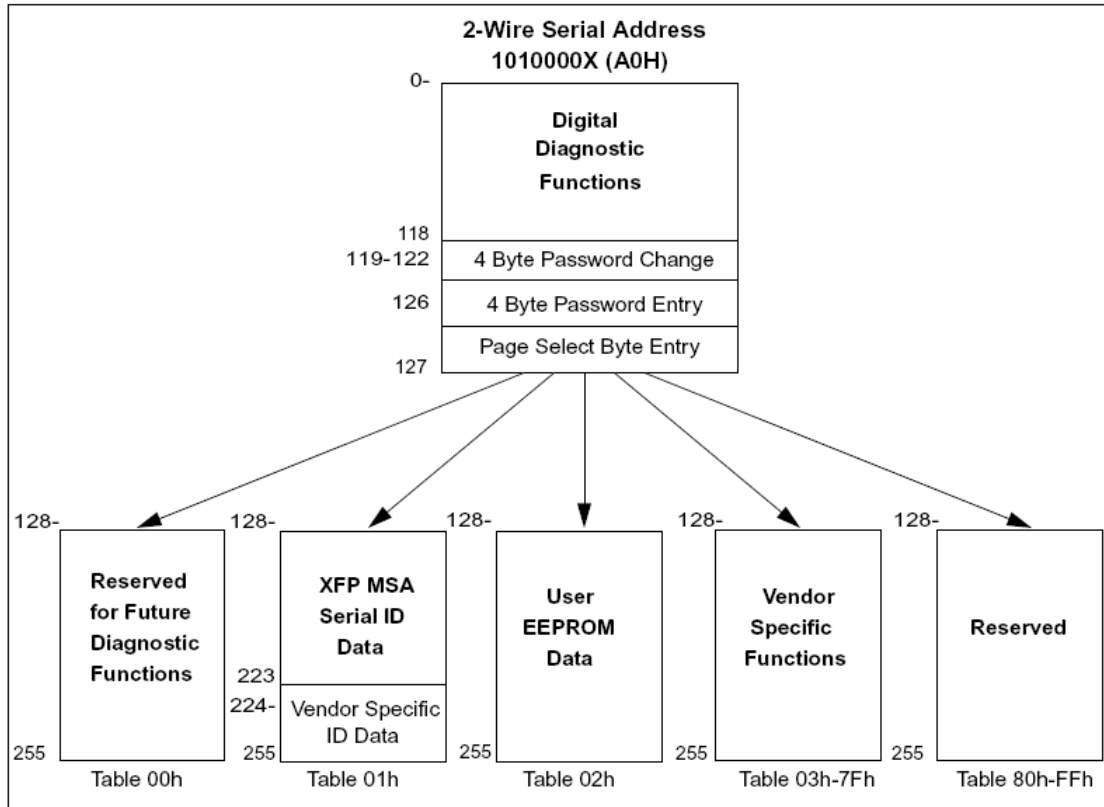 2-Wire Serial Address
1010000X (A0H)
0-
Digital
Diagnostic
Functions
118
119-122
4 Byte Password Change
126
4 Byte Password Entry
Page Select Byte Entry
127
128-
Reserved
for Future
Diagnostic
Functions
255
Table 00h
128-
XFP MSA
Serial ID
Data
223
224-
Vendor Specific
ID Data
255
Table 01h
128-
User
EEPROM
Data
255
Table 02h
128-
Vendor
Specific
Functions
255
Table 03h-7Fh
128-
Reserved
255
Table 80h-FFh